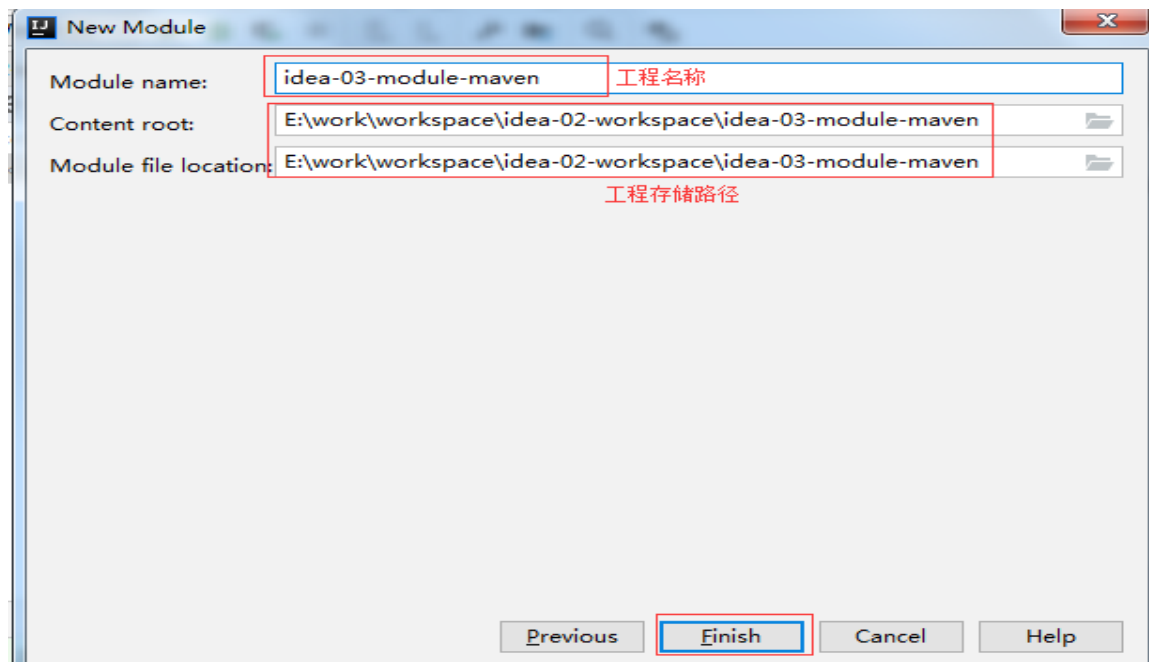 New Module
Module name: idea-03-module-maven 工程名称
Content root: E:\work\workspace\idea-02-workspace\idea-03-module-maven
Module file location: E:\work\workspace\idea-02-workspace\idea-03-module-maven
工程存储路径
Previous Finish Cancel Help